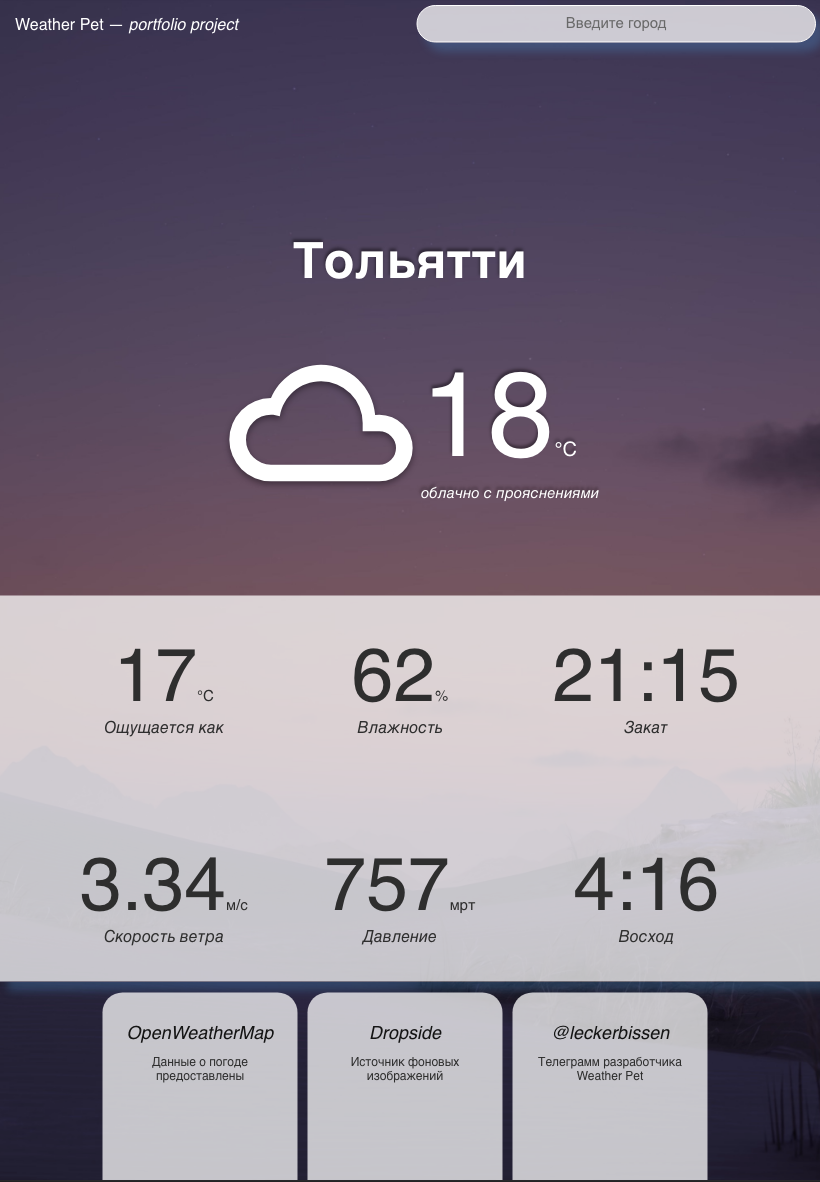 Weather Pet — portfolio project
Введите город
Тольятти
18 °C
облачно с прояснениями
17 °C
Ощущается как
62 %
Влажность
21:15
Закат
3.34 м/с
Скорость ветра
757 мрт
Давление
4:16
Восход
OpenWeatherMap
Данные о погоде
предоставлены
Dropside
Источник фоновых
изображений
@leckerbissen
Телеграмм разработчика
Weather Pet